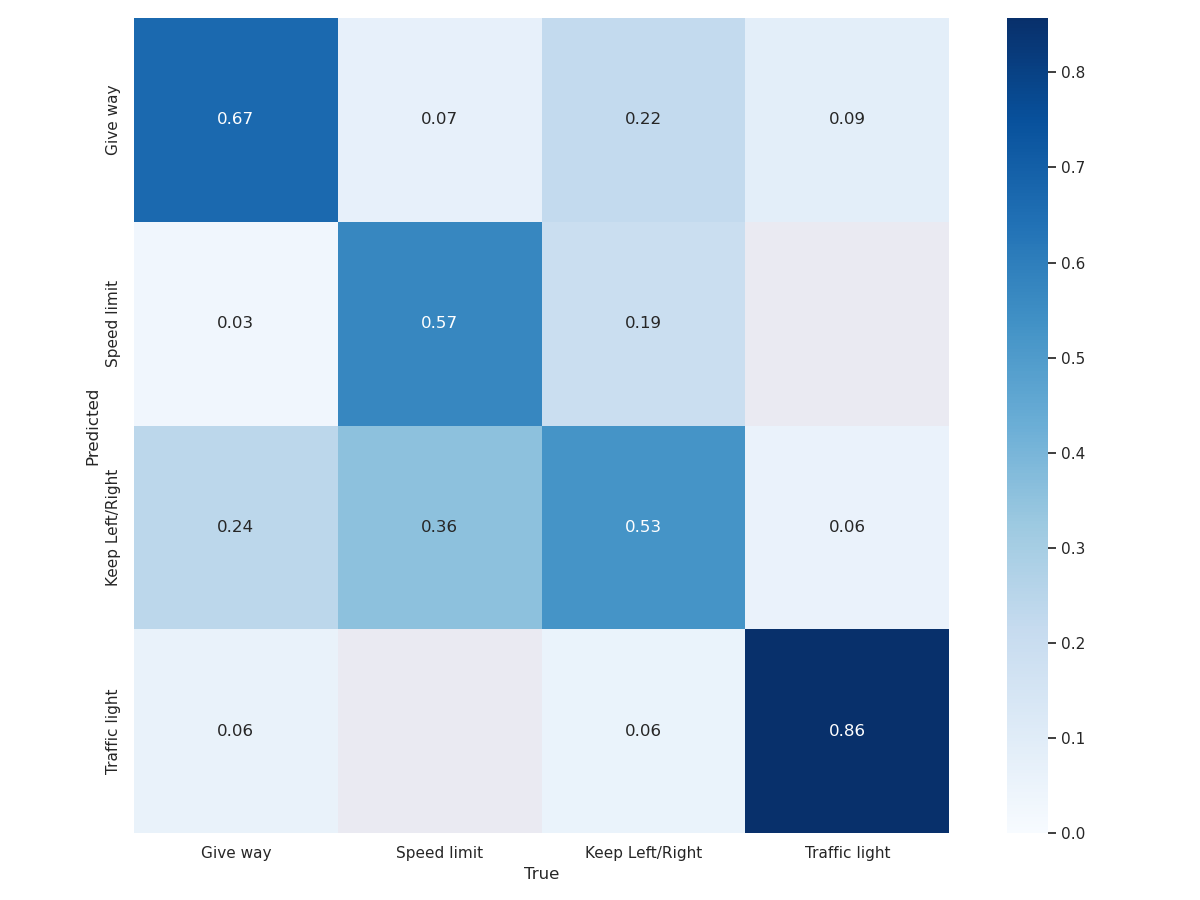 Predicted
Give way
0.67
0.07
0.22
0.09
Speed limit
0.03
0.57
0.19
Keep Left/Right
0.24
0.36
0.53
0.06
Traffic light
0.06
0.06
0.86
Give way
Speed limit
Keep Left/Right
Traffic light
True
0.8
0.7
0.6
0.5
0.4
0.3
0.2
0.1
0.0